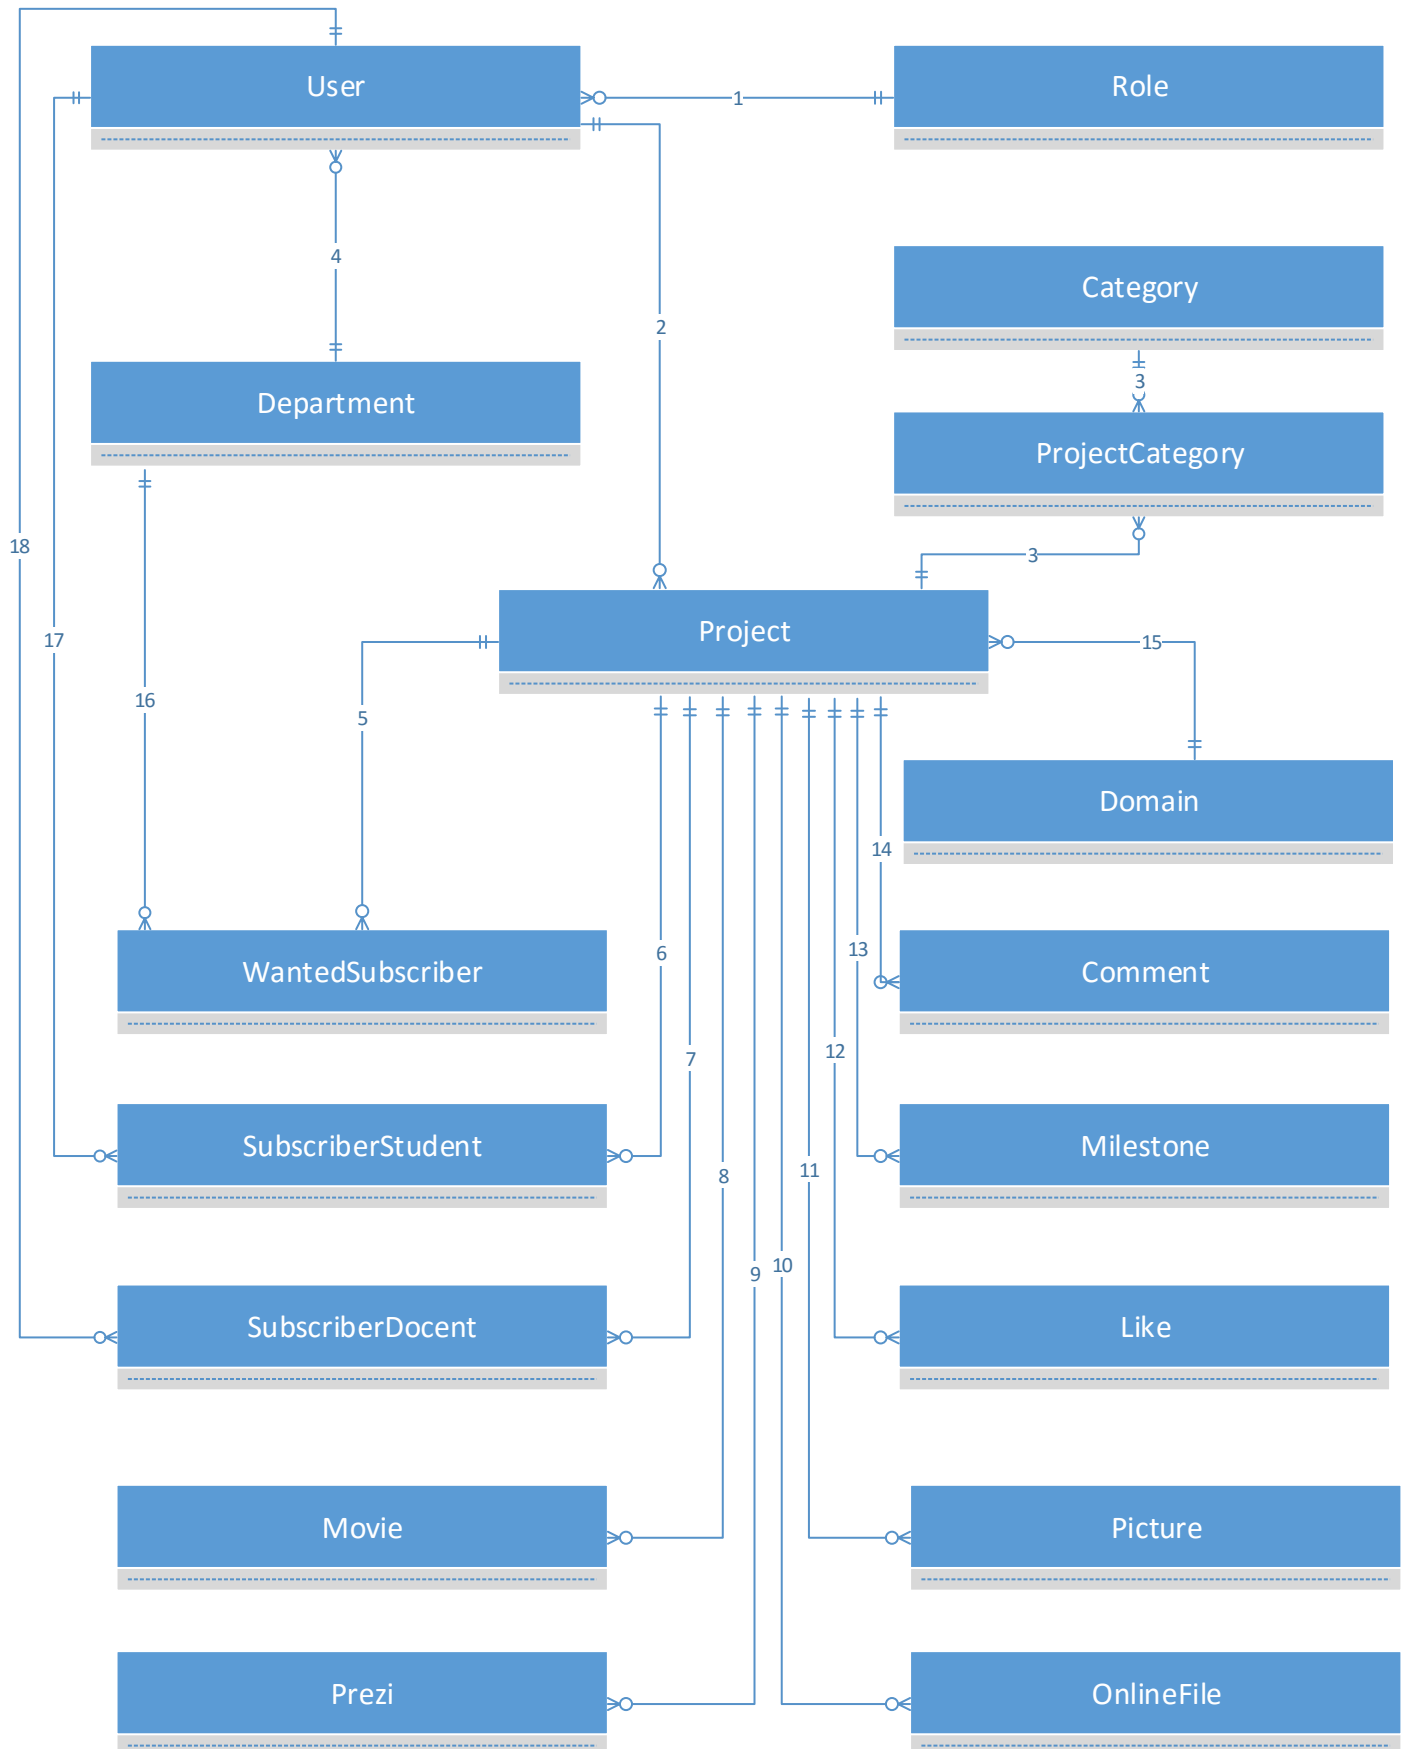 User
Role
1
4
2
Category
3
Department
ProjectCategory
18
3
17
Project
15
16
5
Domain
14
6
13
WantedSubscriber
Comment
7
12
SubscriberStudent
Milestone
8
11
9
10
SubscriberDocent
Like
Movie
Picture
Prezi
OnlineFile